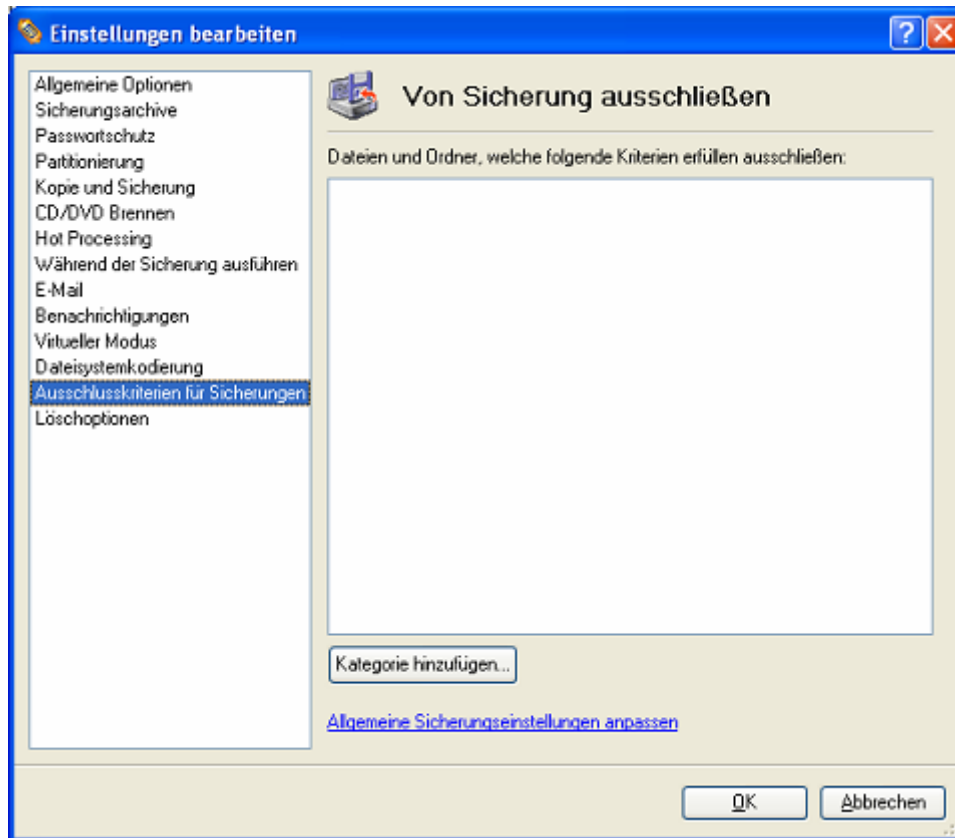 Einstellungen bearbeiten
Allgemeine Optionen
Sicherungsarchive
Passwortschutz
Partitionierung
Kopie und Sicherung
CD/DVD Brennen
Hot Processing
Während der Sicherung ausführen
E-Mail
Benachrichtigungen
Virtueller Modus
Dateisystemkodierung
Ausschlusskriterien für Sicherungen
Löschoptionen
Von Sicherung ausschließen
Dateien und Ordner, welche folgende Kriterien erfüllen ausschließen:
Kategorie hinzufügen...
Allgemeine Sicherungseinstellungen anpassen
OK
Abbrechen